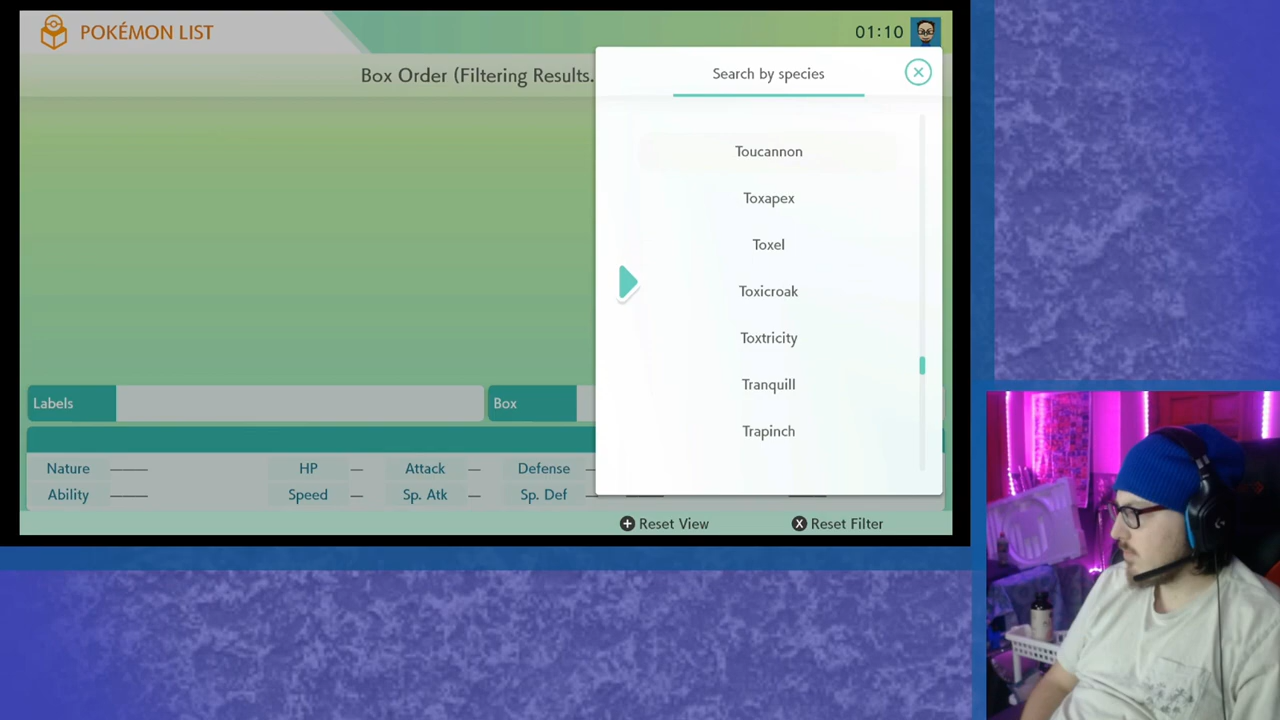 POKÉMON LIST
01:10
Box Order (Filtering Results.
Search by species
Toucannon
Toxapex
Toxel
Toxicroak
Toxtricity
Tranquill
Trapinch
Labels
Box
Nature
HP
Attack
Defense
Ability
Speed
Sp. Atk
Sp. Def
+ Reset View
X Reset Filter